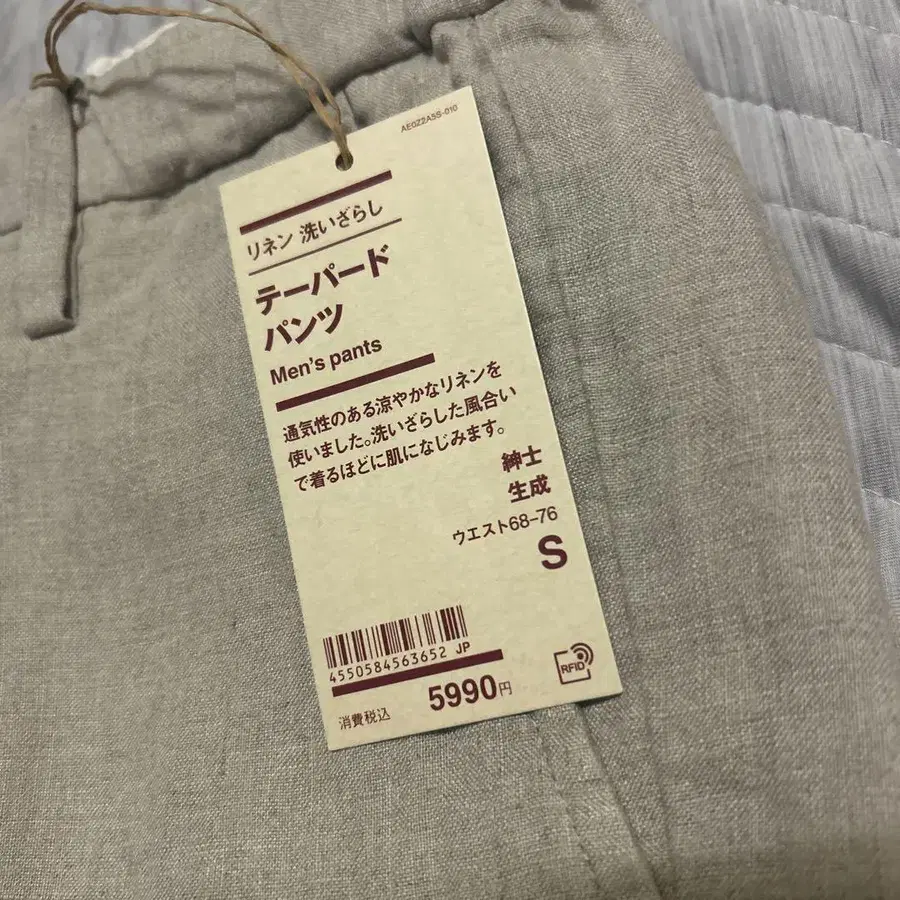 AE0Z2A3S-010
リネン 洗いざらし
テーパード
パンツ
Men's pants
通気性のある涼やかなリネンを
使いました。洗いざらした風合い
で着るほどに肌になじみます。
紳士
生成
ウエスト68-76
S
4550584563652 JP
消費税込 5990円
RFID